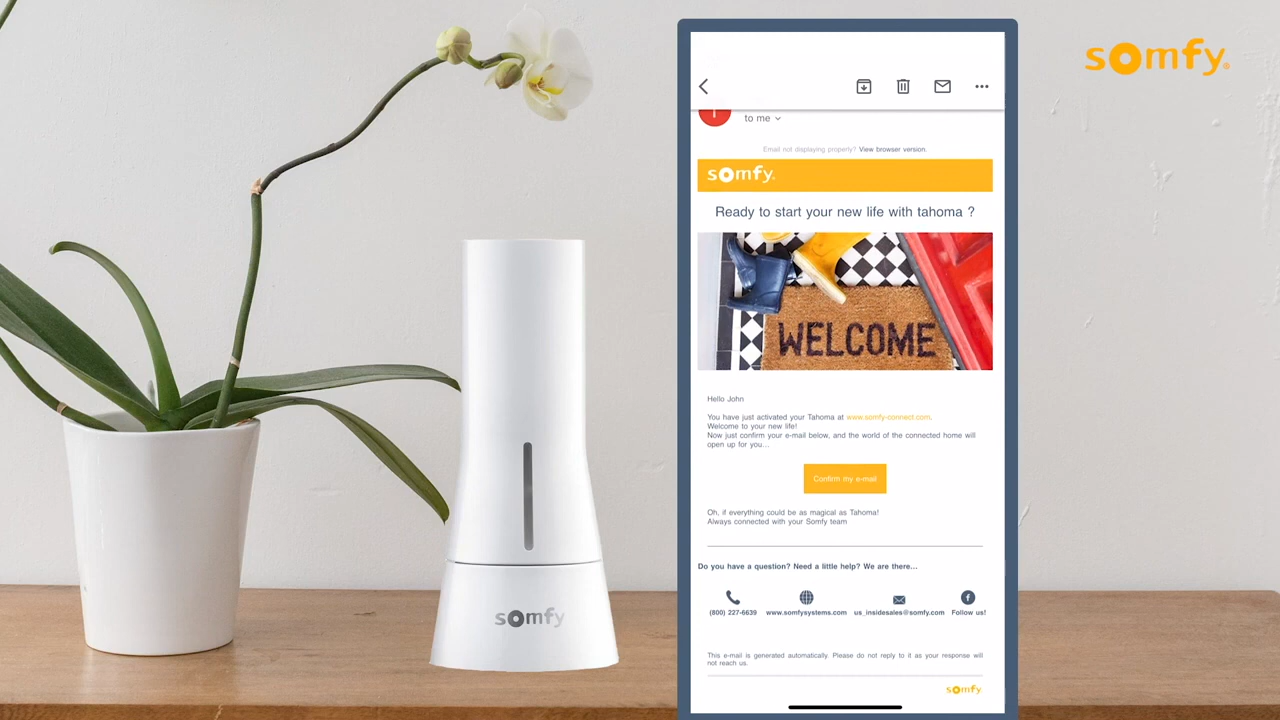 somfy
to me
Email not displaying properly? View browser version.
somfy
Ready to start your new life with tahoma ?
WELCOME
Hello John
You have just activated your Tahoma at www.somfy-connect.com.
Welcome to your new life!
Now just confirm your e-mail below, and the world of the connected home will
open up for you...
Confirm my e-mail
Oh, if everything could be as magical as Tahoma!
Always connected with your Somfy team
Do you have a question? Need a little help? We are there...
(800) 227-6639 www.somfysystems.com us_insidesales@somfy.com Follow us!
somfy
This e-mail is generated automatically. Please do not reply to it as your response will
not reach us.
somfy